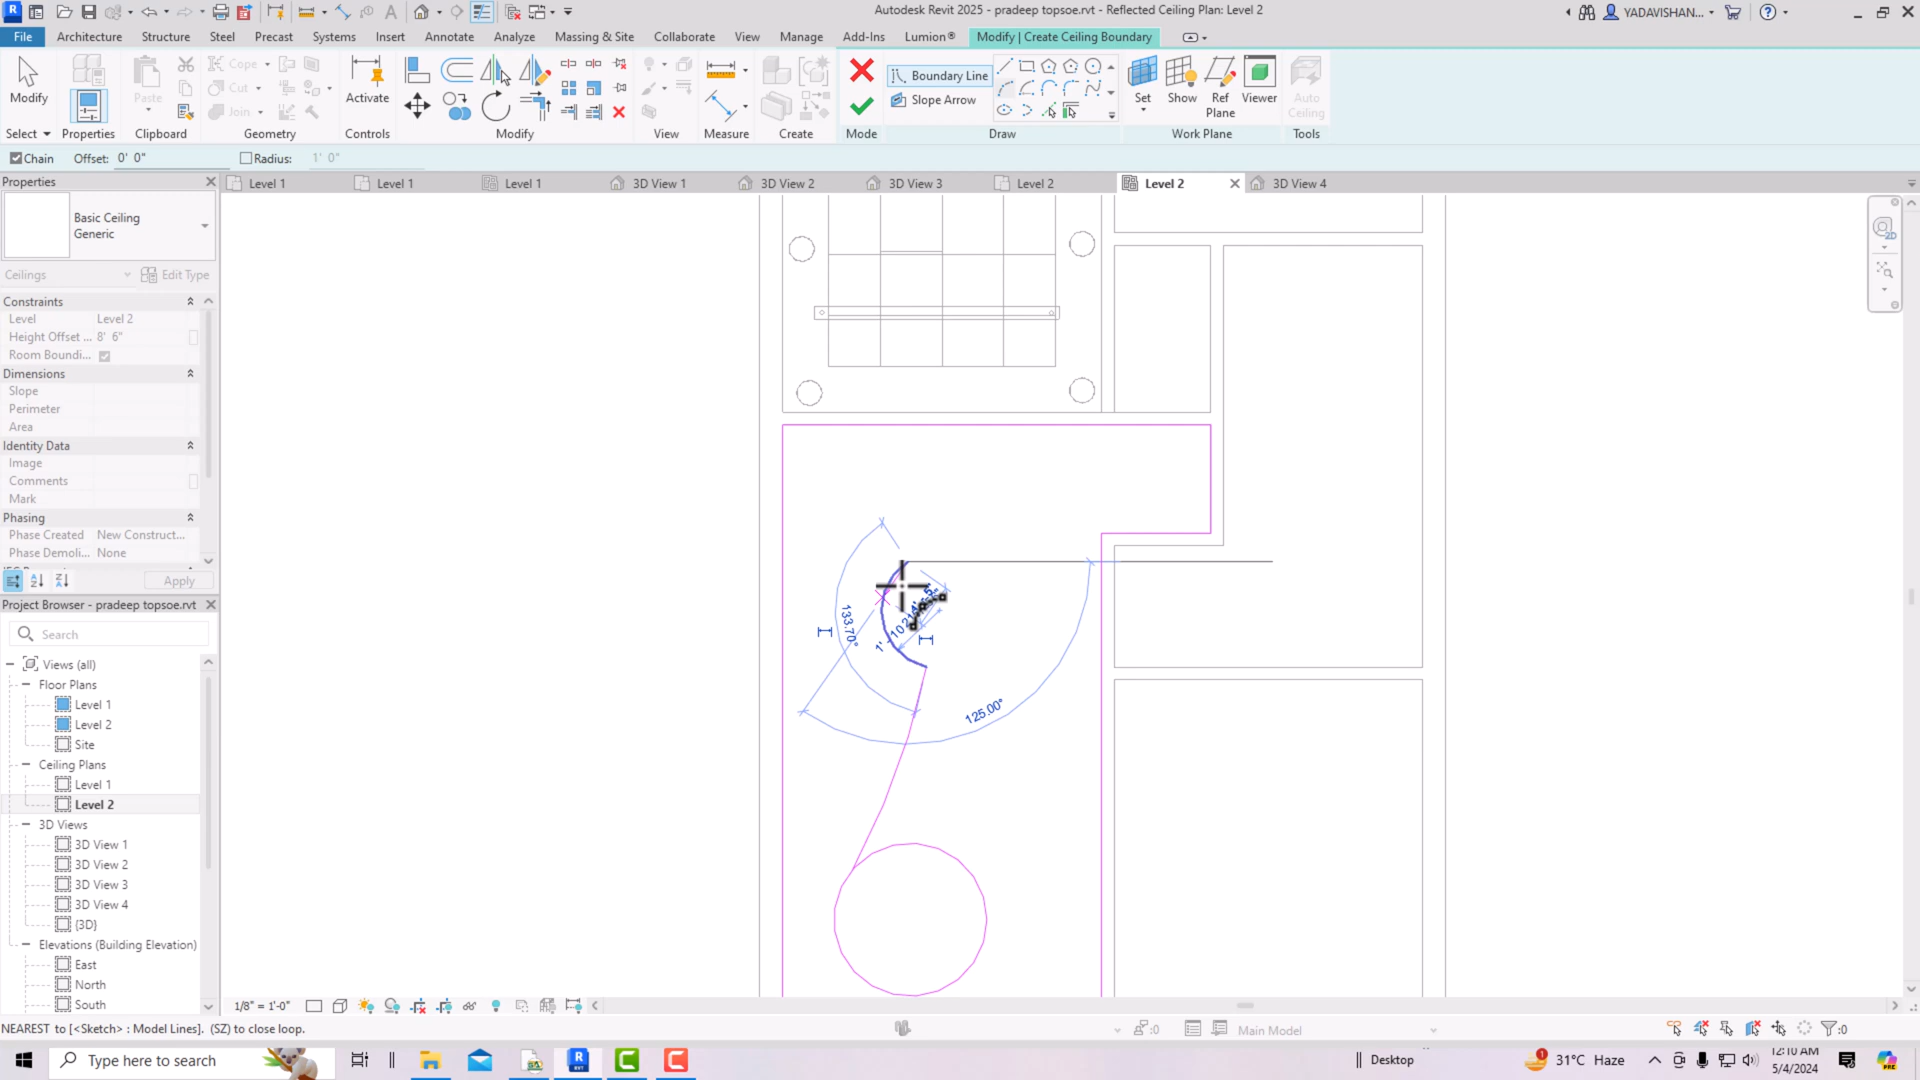 Autodesk Revit 2025 - pradeep topsoe.rvt - Reflected Ceiling Plan: Level 2
YADAVISHAN...
File Architecture Structure Steel Precast Systems Insert Annotate Analyze Massing & Site Collaborate View Manage Add-Ins Lumion® Modify | Create Ceiling Boundary
Modify
Paste
Cope
Cut
Join
Activate
Boundary Line
Slope Arrow
Set
Show
Ref Plane
Viewer
Auto Ceiling
Select Properties Clipboard Geometry Controls Modify View Measure Create Mode Draw Work Plane Tools
Chain Offset: 0' 0" Radius: 1' 0"
Properties
Level 1 Level 1 Level 1 3D View 1 3D View 2 3D View 3 Level 2 Level 2 3D View 4
Basic Ceiling
Generic
Ceilings Edit Type
Constraints
Level Level 2
Height Offset ... 8' 6"
Room Boundi...
Dimensions
Slope
Perimeter
Area
Identity Data
Image
Comments
Mark
Phasing
Phase Created New Construct...
Phase Demoli... None
Apply
Project Browser - pradeep topsoe.rvt
Search
Views (all)
Floor Plans
Level 1
Level 2
Site
Ceiling Plans
Level 1
Level 2
3D Views
3D View 1
3D View 2
3D View 3
3D View 4
{3D}
Elevations (Building Elevation)
East
North
South
133.70°
125.00°
2D
1/8" = 1'-0"
NEAREST to [<Sketch> : Model Lines]. (SZ) to close loop.
:0 Main Model :0
Type here to search
Desktop
1
31°C Haze
12:10 AM
5/4/2024